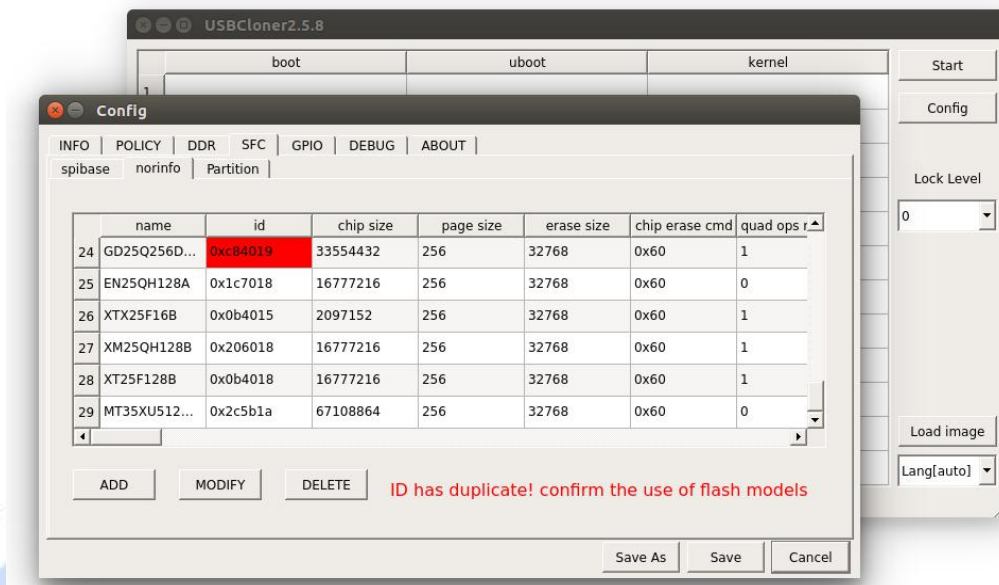 USBCloner2.5.8
boot uboot kernel Start
1
Config Config
INFO POLICY DDR SFC GPIO DEBUG ABOUT
spibase norinfo Partition
Lock Level
0
name id chip size page size erase size chip erase cmd quad ops r
24 GD25Q256D... 0xc84019 33554432 256 32768 0x60 1
25 EN25QH128A 0x1c7018 16777216 256 32768 0x60 0
26 XTX25F16B 0x0b4015 2097152 256 32768 0x60 1
27 XM25QH128B 0x206018 16777216 256 32768 0x60 1
28 XT25F128B 0x0b4018 16777216 256 32768 0x60 1
29 MT35XU512... 0x2c5b1a 67108864 256 32768 0x60 0
Load image
Lang[auto]
ADD MODIFY DELETE ID has duplicate! confirm the use of flash models
Save As Save Cancel